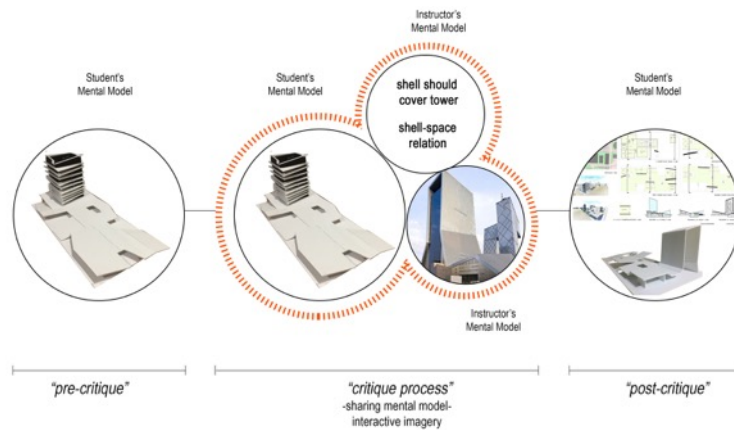 Instructor's
Mental Model
Student's
Mental Model
Student's
Mental Model
Student's
Mental Model
shell should
cover tower
shell-space
relation
Instructor's
Mental Model
"pre-critique"
"critique process"
-sharing mental model-
interactive imagery
"post-critique"